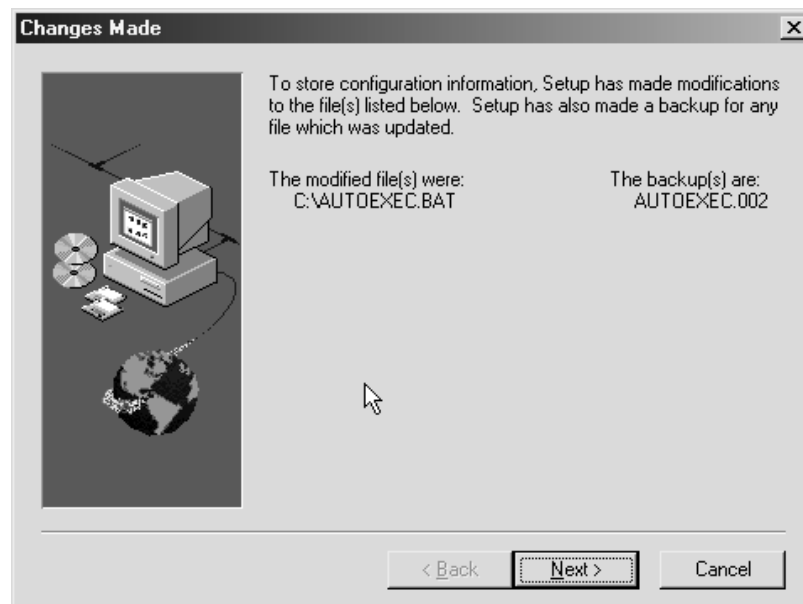 Changes Made
To store configuration information, Setup has made modifications
to the file(s) listed below.  Setup has also made a backup for any
file which was updated.
The modified file(s) were:
C:\AUTOEXEC.BAT
The backup(s) are:
AUTOEXEC.002
< Back
Next >
Cancel